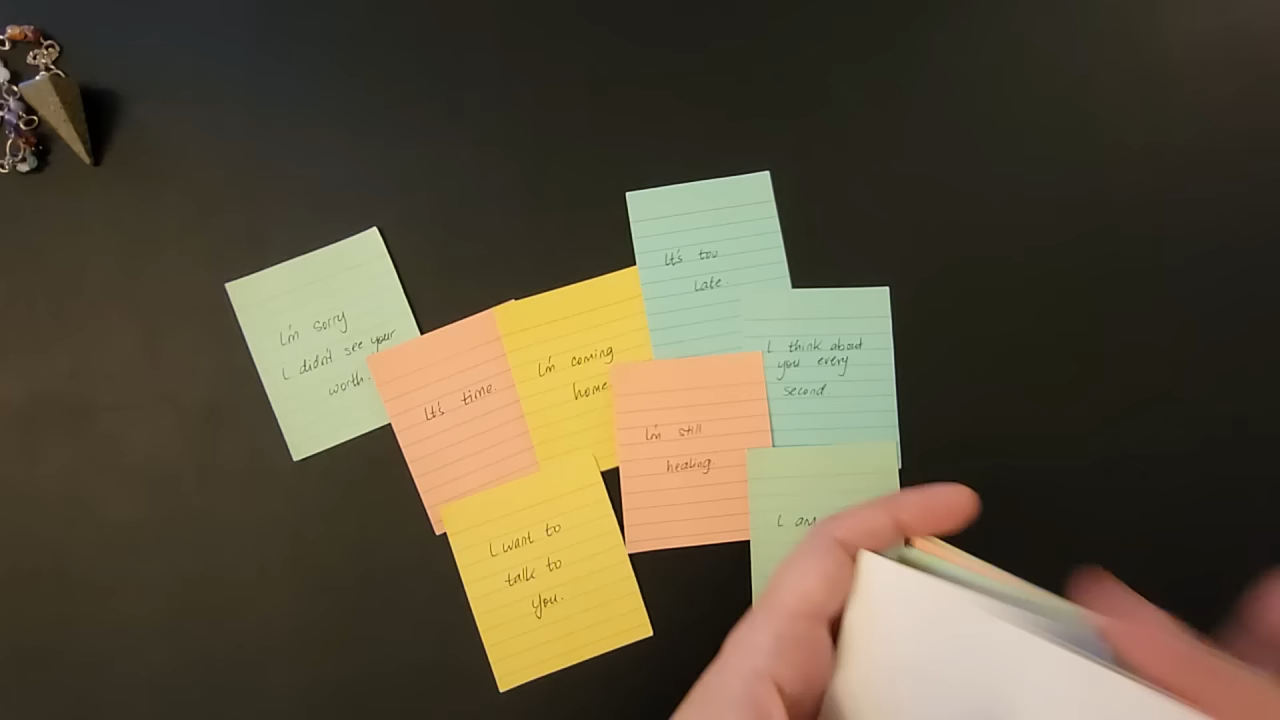 I'm sorry
I didn't see your
worth.
It's time.
I'm coming
home.
It's too
late.
I think about
you every
second.
I'm still
healing.
I want to
talk to
you.
I am